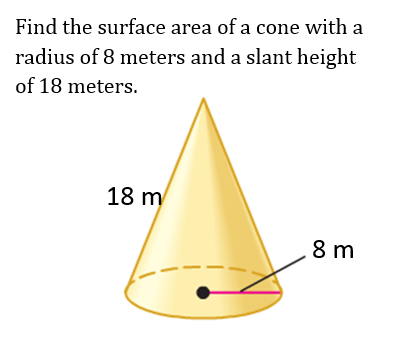 Find the surface area of a cone with a
radius of 8 meters and a slant height
of 18 meters.
18 m
8 m